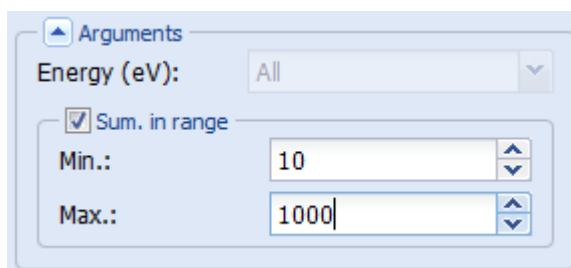 Arguments
Energy (eV): All
Sum. in range
Min.: 10
Max.: 1000